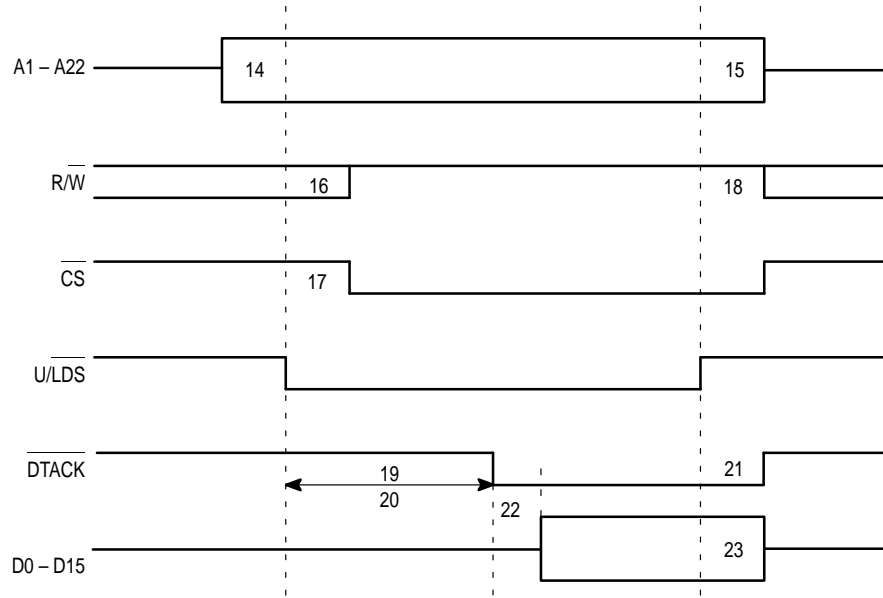 A1 – A22
14
15
R/W
16
18
CS
17
U/LDS
DTACK
19
20
21
22
D0 – D15
23